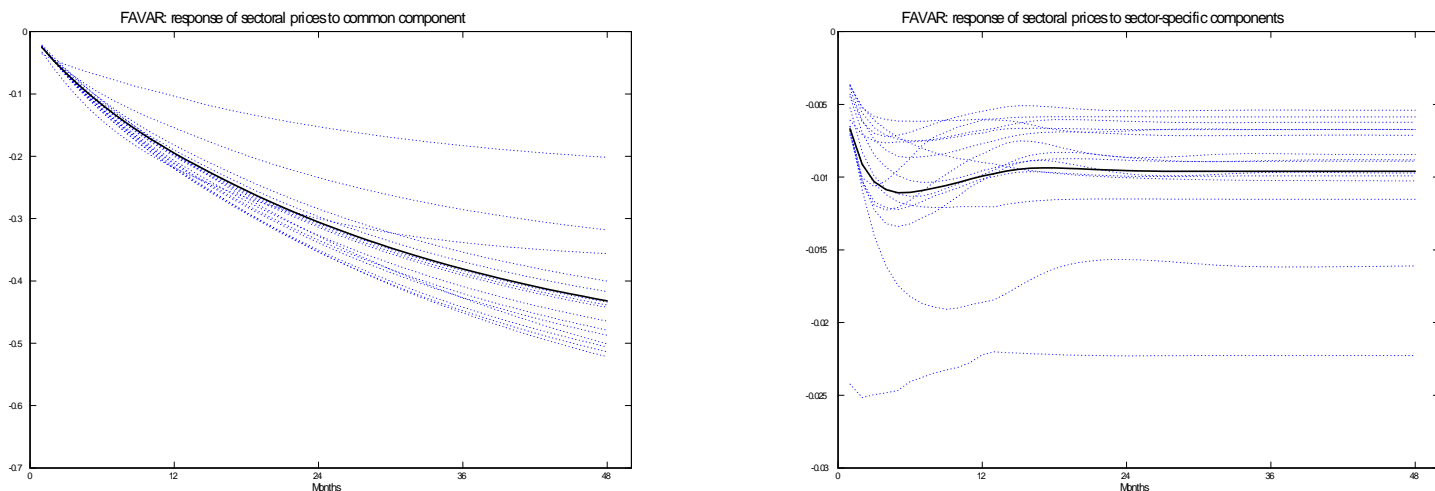 FAVAR: response of sectoral prices to common component
0
-0.1
-0.2
-0.3
-0.4
-0.5
-0.6
-0.7
0 12 24 36 48
Months
FAVAR: response of sectoral prices to sector-specific components
0
-0.005
-0.01
-0.015
-0.02
-0.025
-0.03
0 12 24 36 48
Months